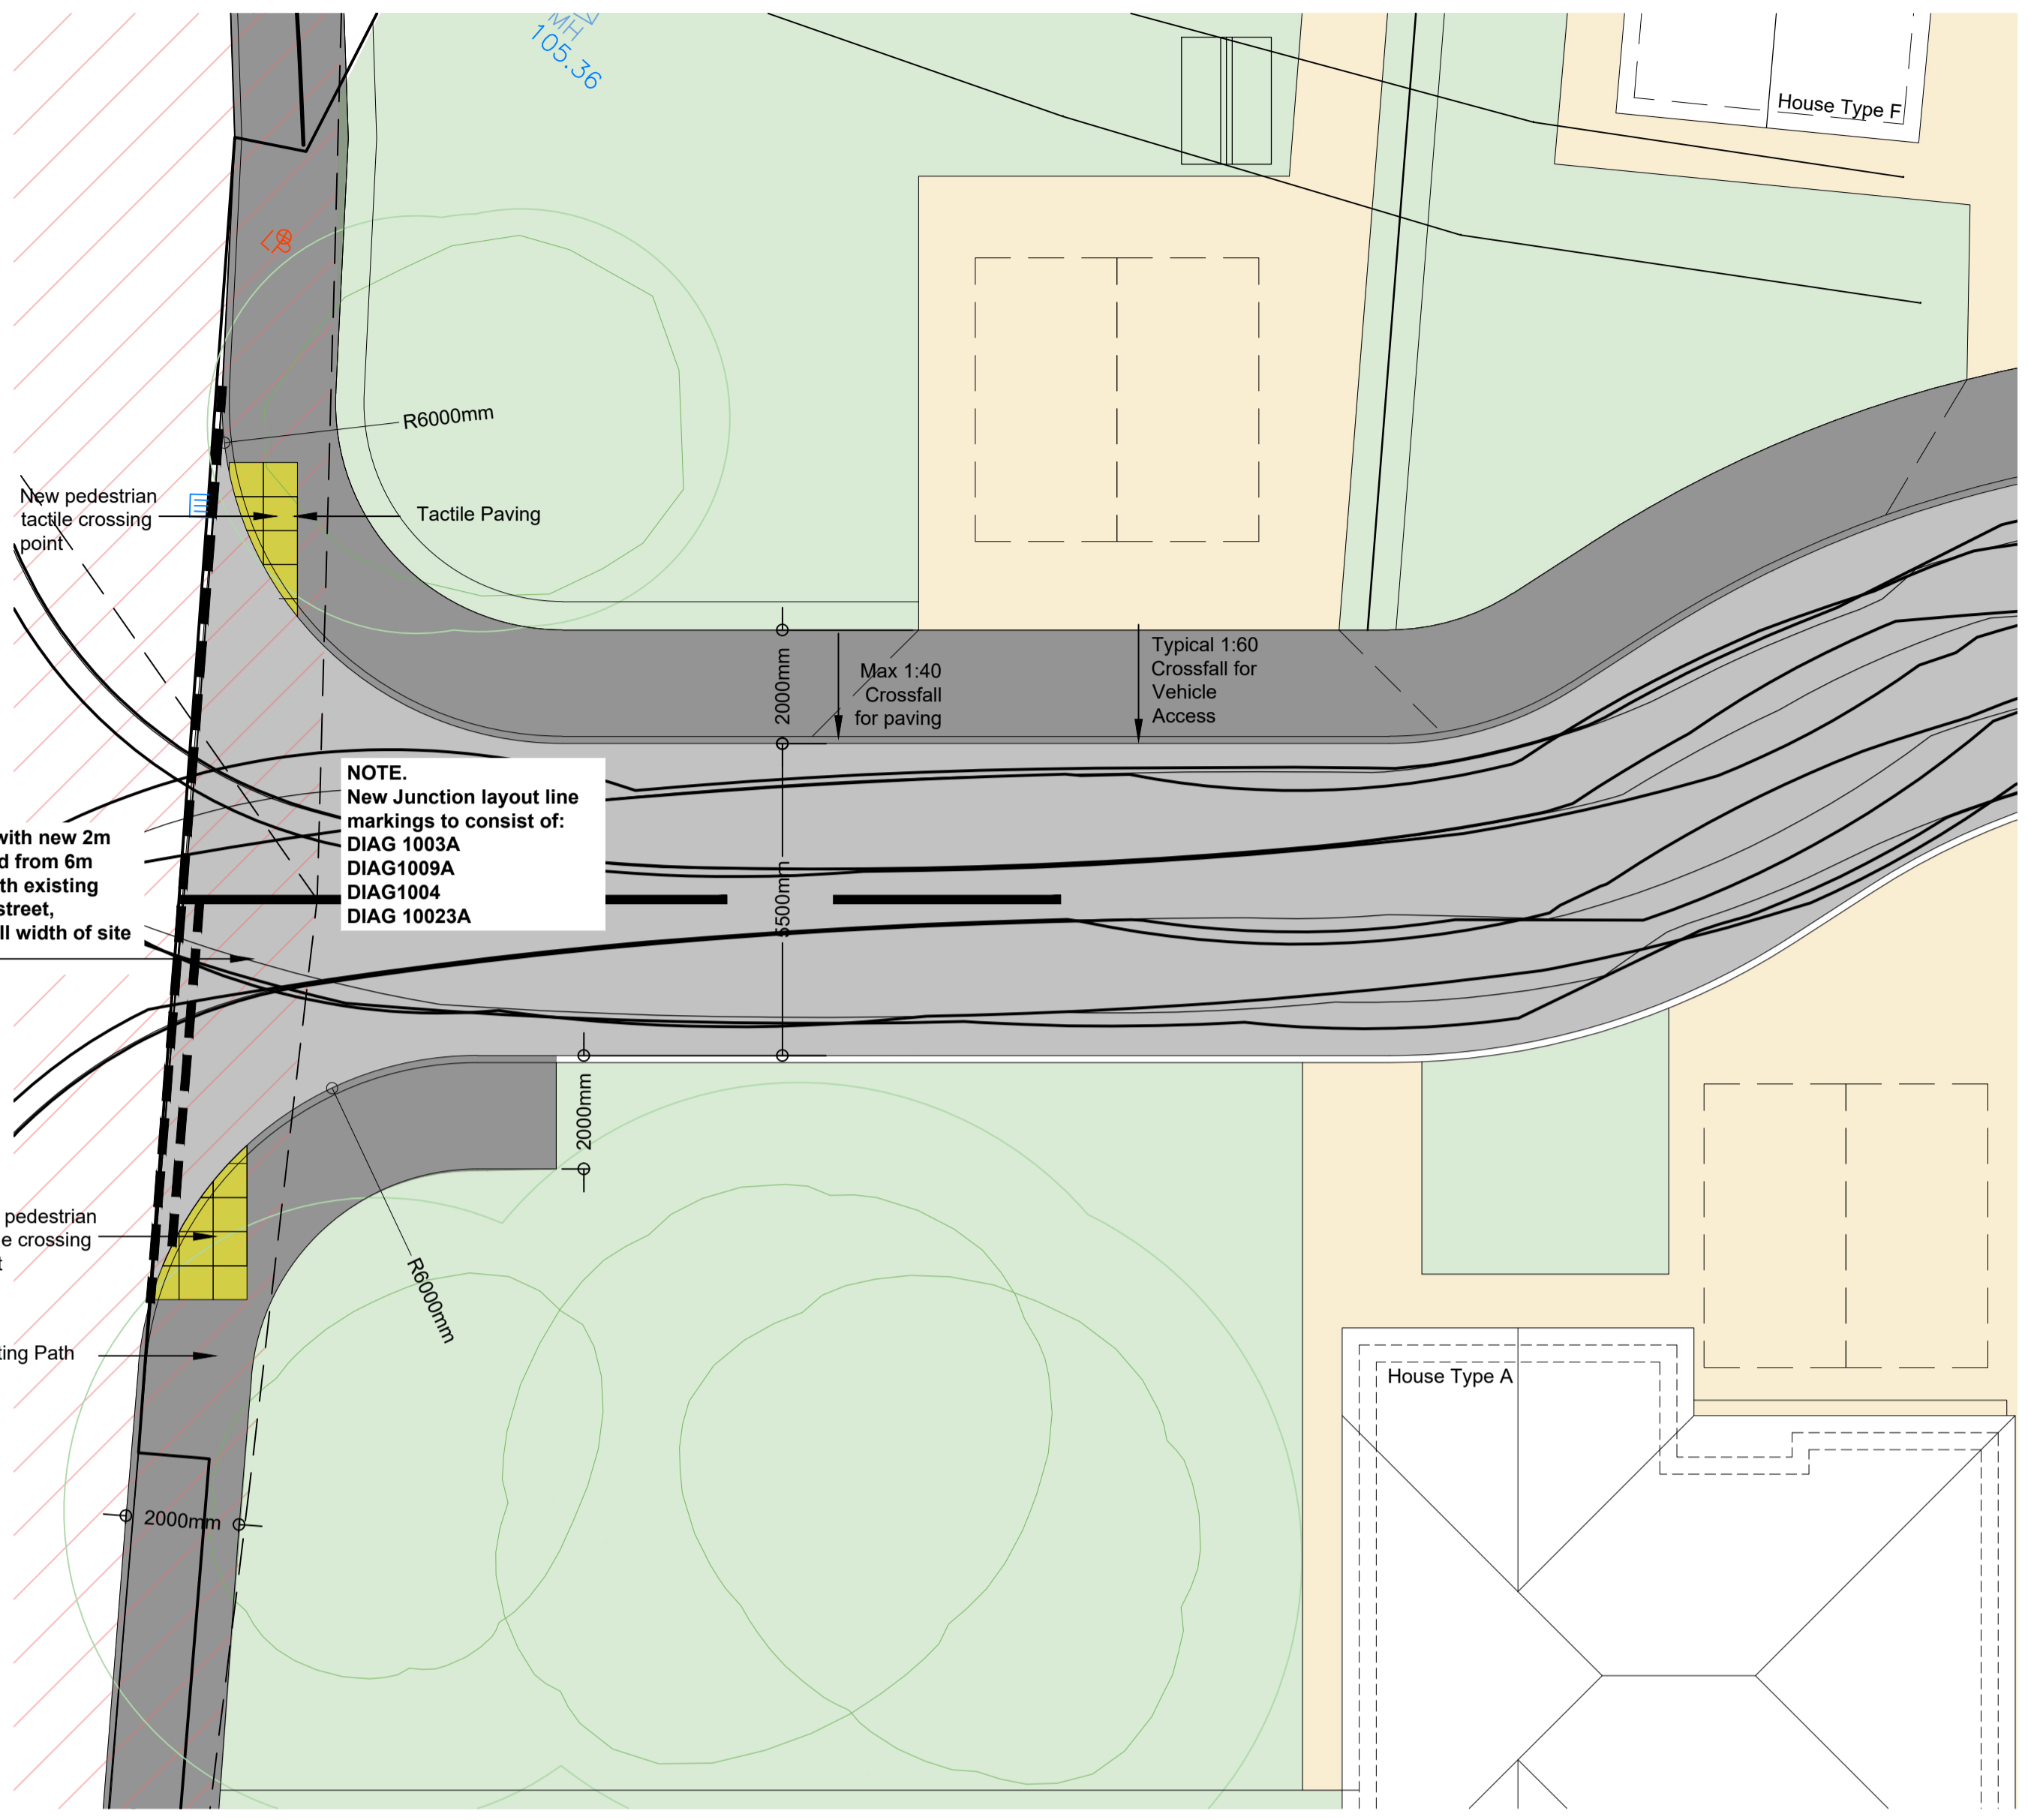 MH
105.36
House Type F
R6000mm
New pedestrian
tactile crossing
point
Tactile Paving
2000mm
Max 1:40
Crossfall
for paving
Typical 1:60
Crossfall for
Vehicle
Access
NOTE.
New Junction layout line
markings to consist of:
DIAG 1003A
DIAG1009A
DIAG1004
DIAG 10023A
with new 2m
d from 6m
th existing
street,
ll width of site
5500mm
2000mm
pedestrian
e crossing
t
R6000mm
ting Path
House Type A
2000mm